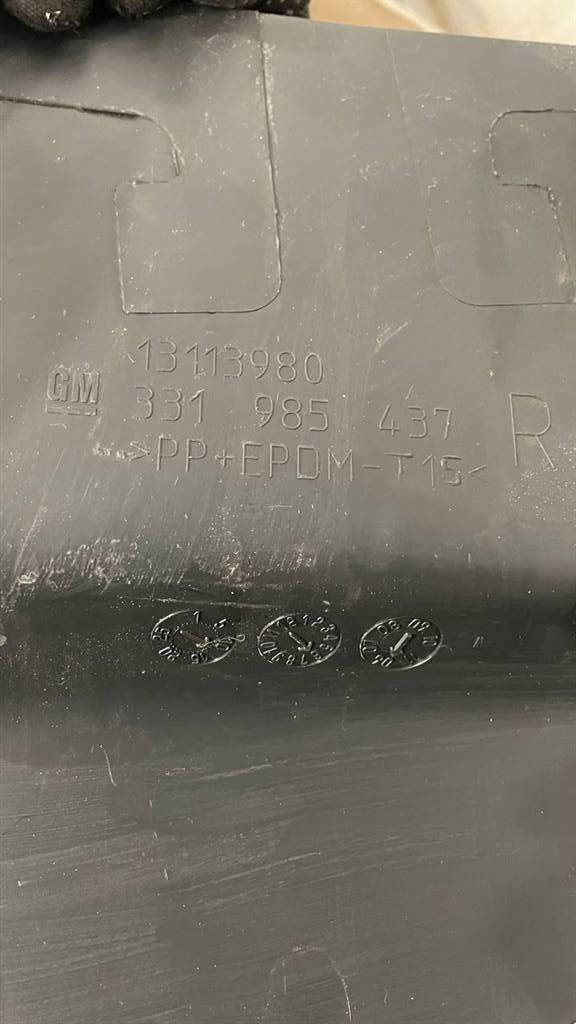 13113980
GM
331 985 437
R
>PP+EPDM-T15<